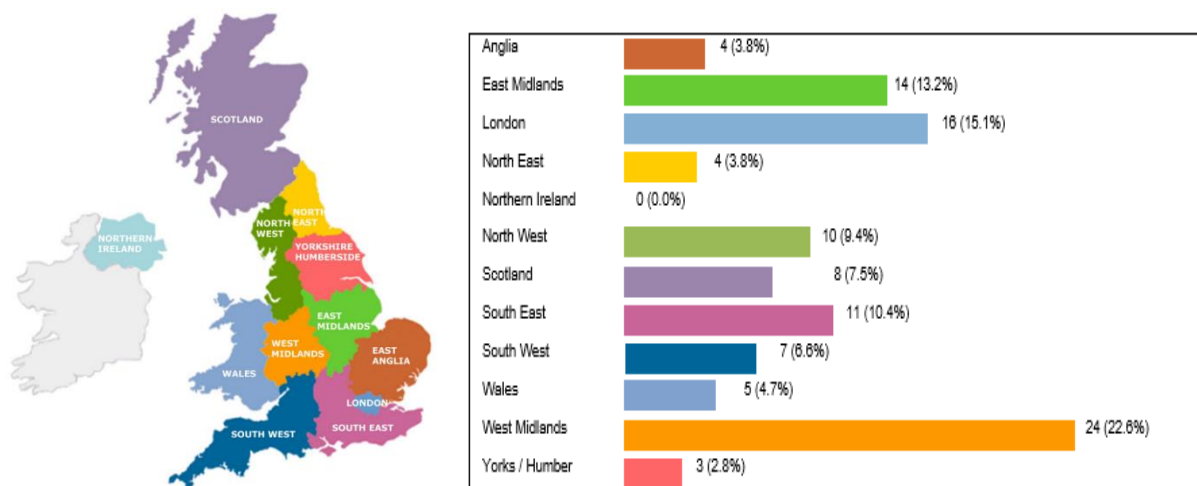 SCOTLAND
NORTH
EAST
NORTH
WEST
NORTHERN
IRELAND
YORKSHIRE
HUMBERSIDE
EAST
MIDLANDS
WEST
MIDLANDS
EAST
ANGLIA
WALES
LONDON
SOUTH WEST
SOUTH EAST
Anglia 4 (3.8%)
East Midlands 14 (13.2%)
London 16 (15.1%)
North East 4 (3.8%)
Northern Ireland 0 (0.0%)
North West 10 (9.4%)
Scotland 8 (7.5%)
South East 11 (10.4%)
South West 7 (6.6%)
Wales 5 (4.7%)
West Midlands 24 (22.6%)
Yorks / Humber 3 (2.8%)